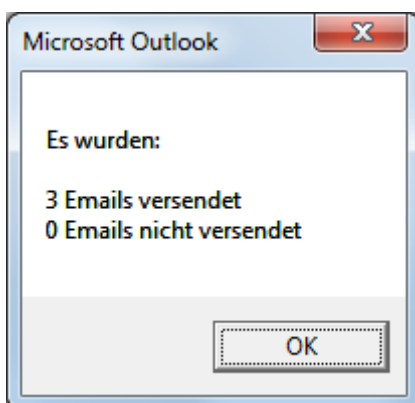 Microsoft Outlook
Es wurden:
3 Emails versendet
0 Emails nicht versendet
OK